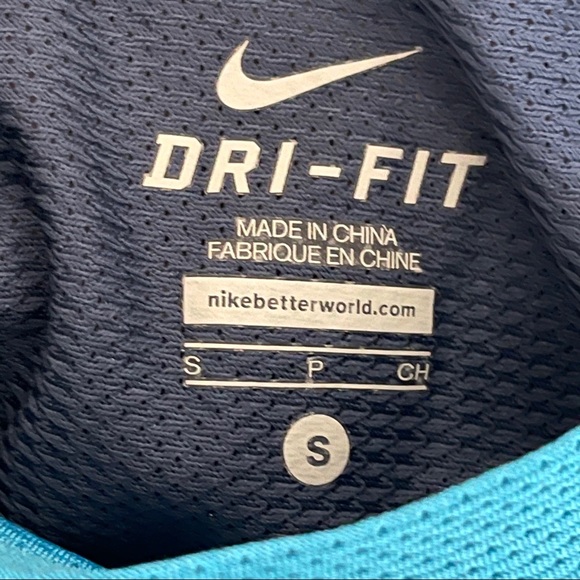 DRI-FIT
MADE IN CHINA
FABRIQUE EN CHINE
nikebetterworld.com
S P CH
S